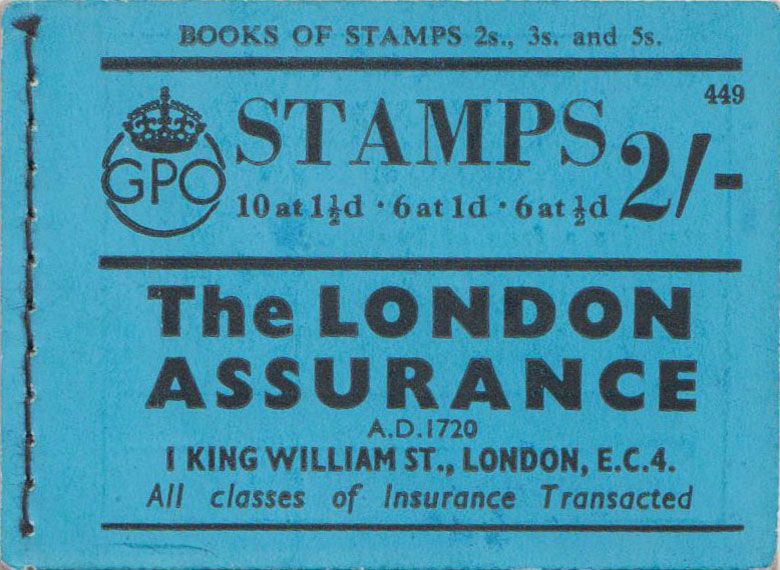 BOOKS OF STAMPS 2s., 3s. and 5s.
449
GPO
STAMPS 2/-
10 at 1½d · 6 at 1d · 6 at ½d
The LONDON
ASSURANCE
A.D. 1720
1 KING WILLIAM ST., LONDON, E.C.4.
All classes of Insurance Transacted